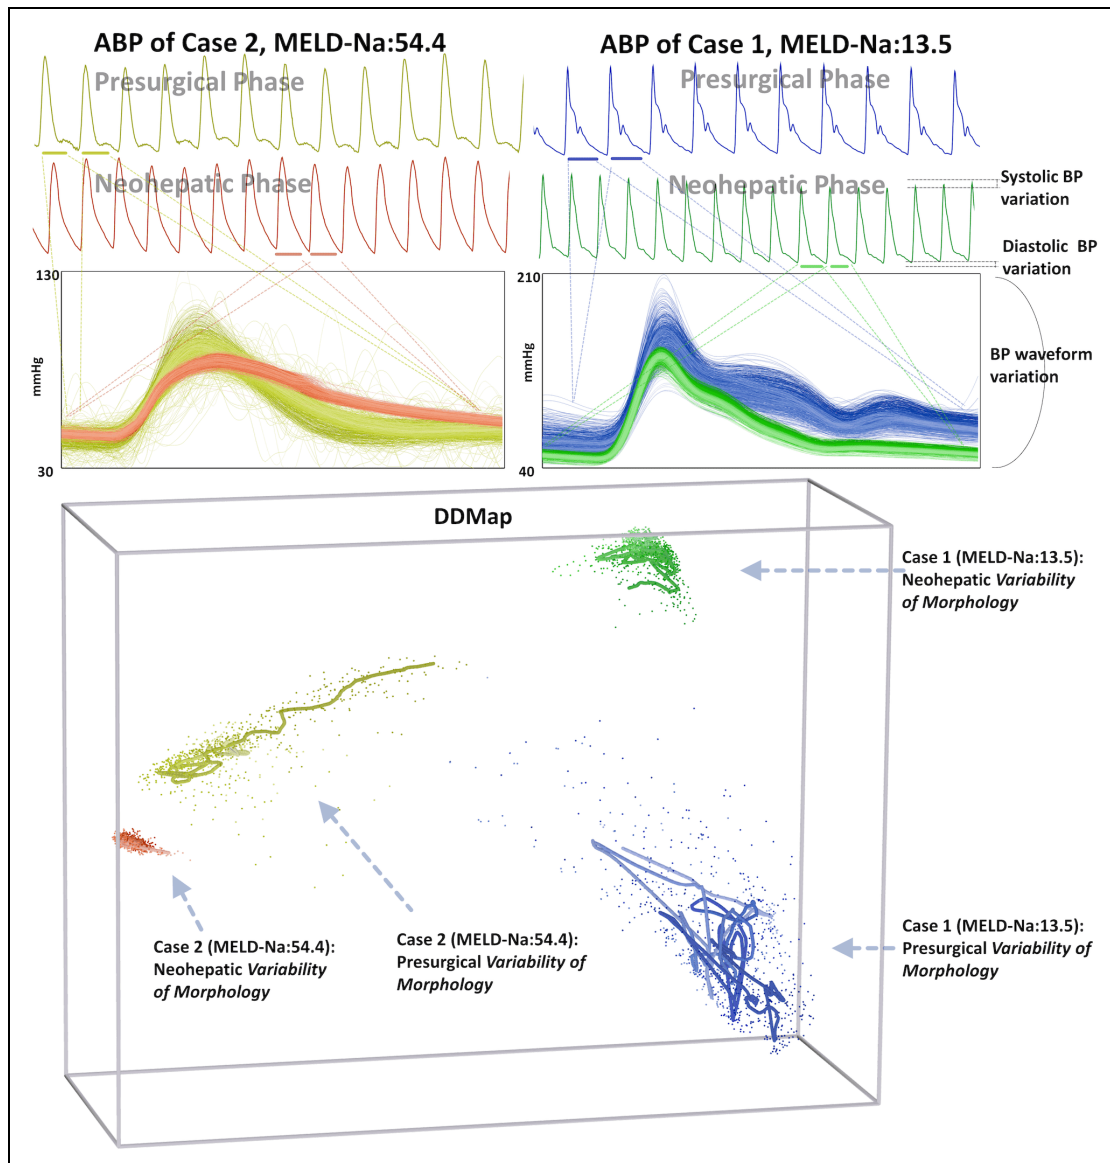 ABP of Case 2, MELD-Na:54.4
Presurgical Phase
Neohepatic Phase
ABP of Case 1, MELD-Na:13.5
Presurgical Phase
Neohepatic Phase
Systolic BP
variation
Diastolic BP
variation
130
mmHg
30
210
mmHg
40
BP waveform
variation
DDMap
Case 1 (MELD-Na:13.5):
Neohepatic Variability
of Morphology
Case 2 (MELD-Na:54.4):
Neohepatic Variability
of Morphology
Case 2 (MELD-Na:54.4):
Presurgical Variability of
Morphology
Case 1 (MELD-Na:13.5):
Presurgical Variability of
Morphology